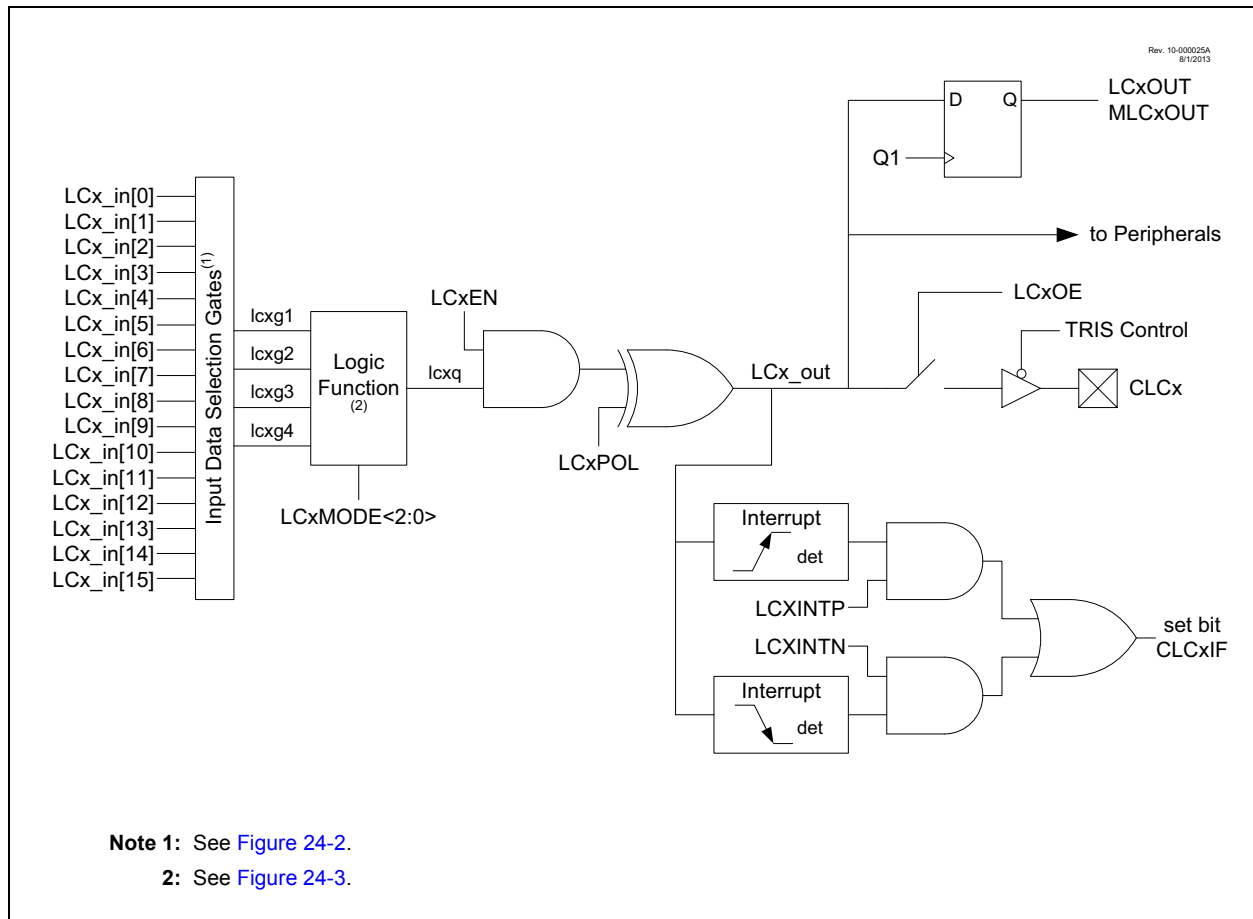 Rev. 10-000025A
8/1/2013
LCxOUT
MLCxOUT
D
Q
Q1
to Peripherals
LCx_in[0]
LCx_in[1]
LCx_in[2]
LCx_in[3]
LCx_in[4]
LCx_in[5]
LCx_in[6]
LCx_in[7]
LCx_in[8]
LCx_in[9]
LCx_in[10]
LCx_in[11]
LCx_in[12]
LCx_in[13]
LCx_in[14]
LCx_in[15]
Input Data Selection Gates(1)
lcxg1
lcxg2
lcxg3
lcxg4
Logic
Function
(2)
LCxMODE<2:0>
lcxq
LCxEN
LCxPOL
LCx_out
LCxOE
TRIS Control
CLCx
Interrupt
det
LCXINTP
LCXINTN
Interrupt
det
set bit
CLCxIF
Note 1: See Figure 24-2.
2: See Figure 24-3.